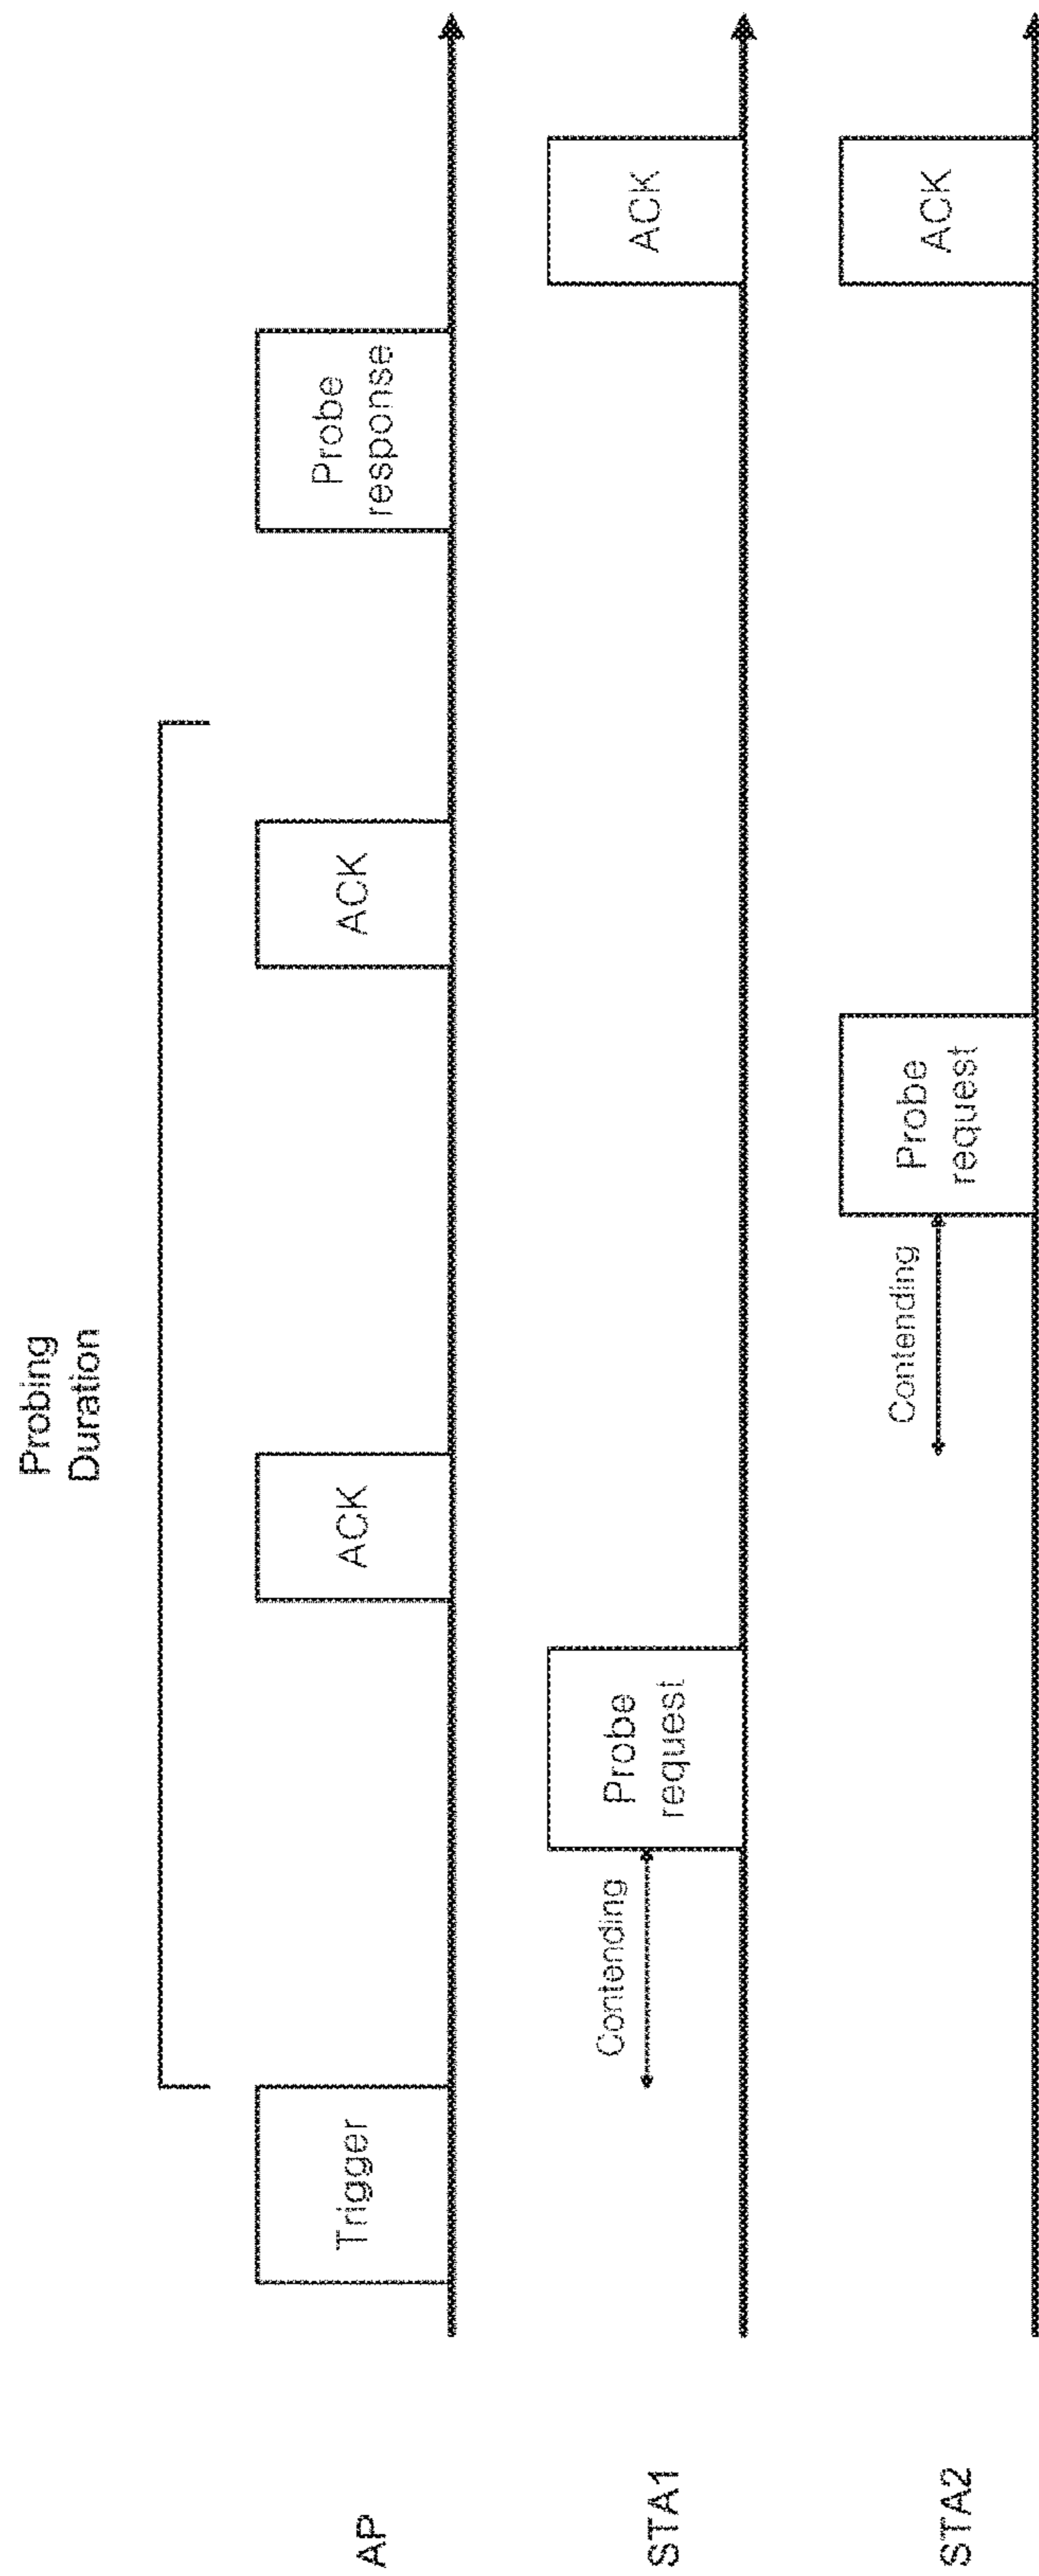 Probing
Duration
AP
Trigger
ACK
ACK
Probe
response
STA1
Contending
Probe
request
ACK
STA2
Contending
Probe
request
ACK